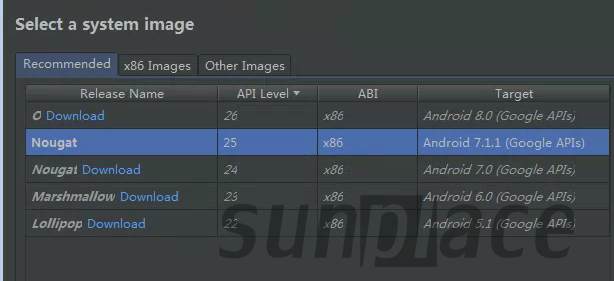 Select a system image
Recommended x86 Images Other Images
Release Name API Level ABI Target
O Download 26 x86 Android 8.0 (Google APIs)
Nougat 25 x86 Android 7.1.1 (Google APIs)
Nougat Download 24 x86 Android 7.0 (Google APIs)
Marshmallow Download 23 x86 Android 6.0 (Google APIs)
Lollipop Download 22 x86 Android 5.1 (Google APIs)
sunplace